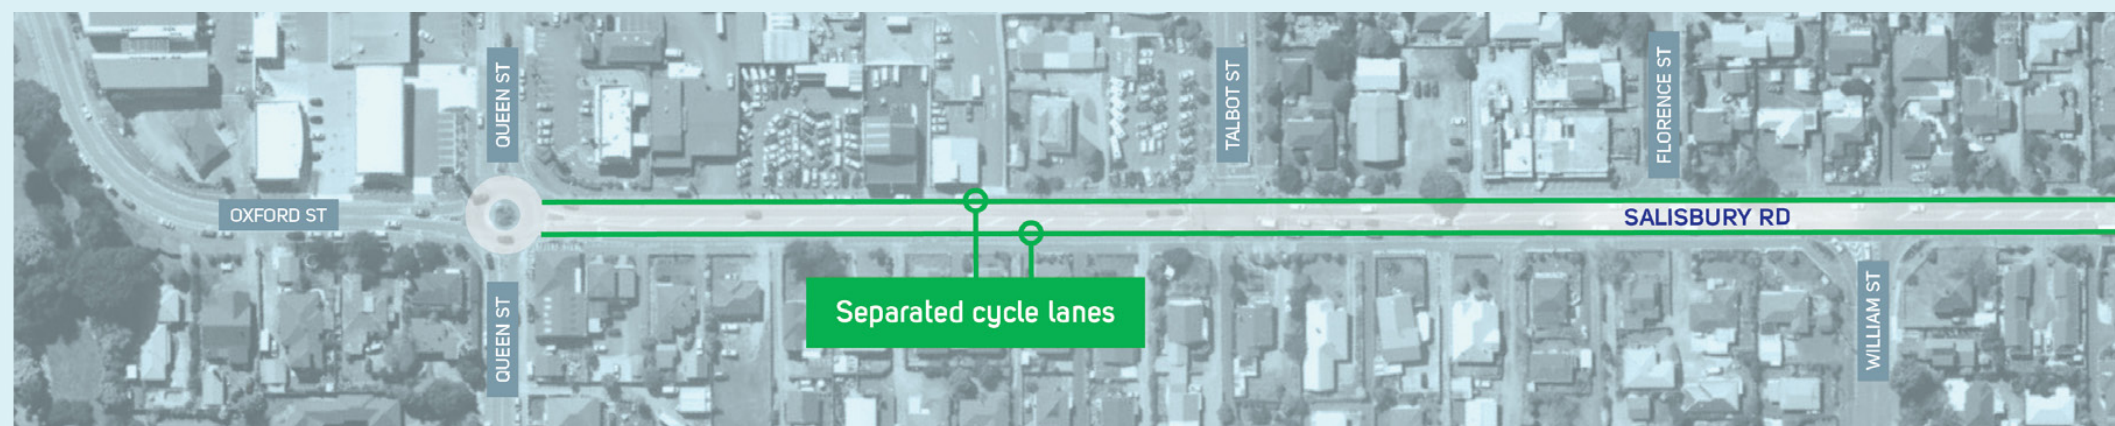 QUEEN ST
TALBOT ST
FLORENCE ST
OXFORD ST
SALISBURY RD
Separated cycle lanes
QUEEN ST
WILLIAM ST